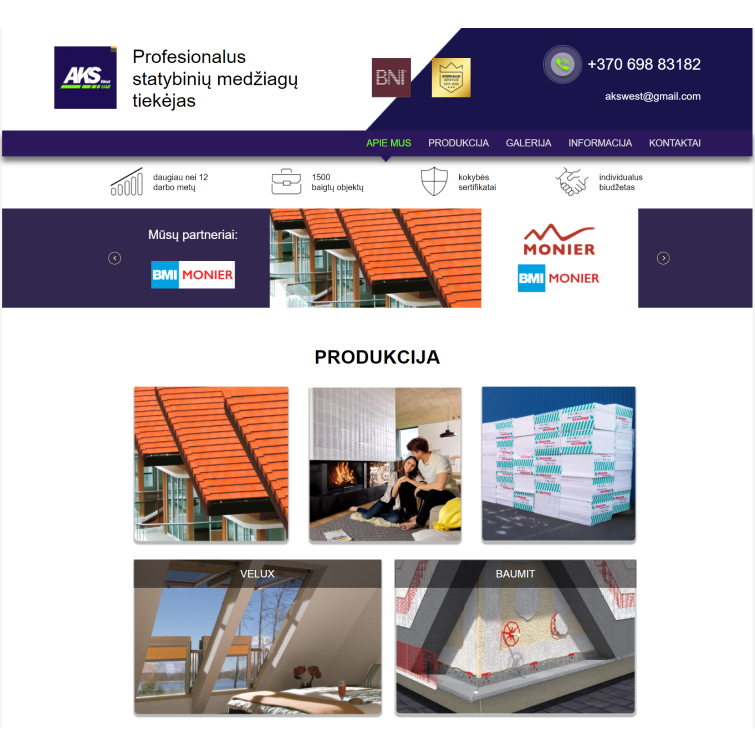 AKS West
UAB
Profesionalus
statybinių medžiagų
tiekėjas
BNI
+370 698 83182
akswest@gmail.com
APIE MUS PRODUKCIJA GALERIJA INFORMACIJA KONTAKTAI
daugiau nei 12
darbo metų
1500
baigtų objektų
kokybės
sertifikatai
individualus
biudžetas
Mūsų partneriai:
BMI MONIER
MONIER
BMI MONIER
PRODUKCIJA
VELUX
BAUMIT